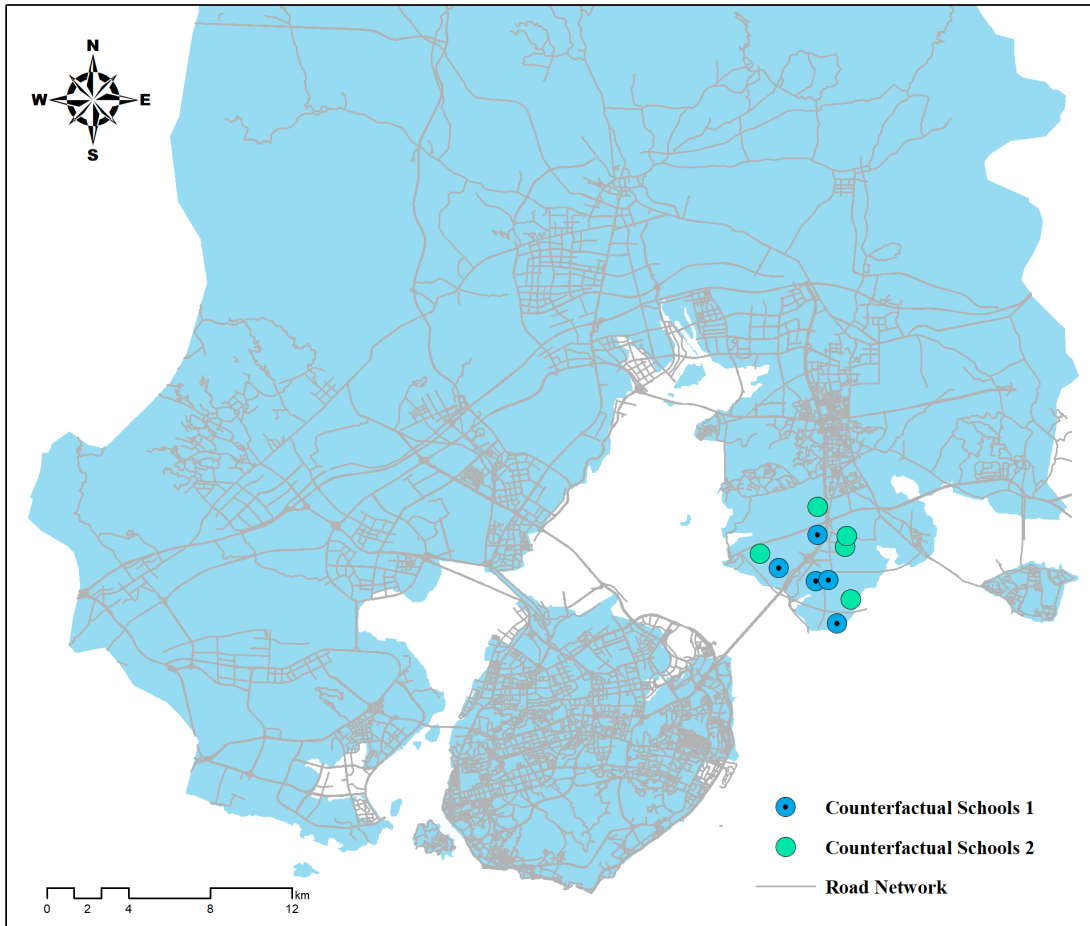 N
W E
S
Counterfactual Schools 1
Counterfactual Schools 2
Road Network
km
0 2 4 8 12